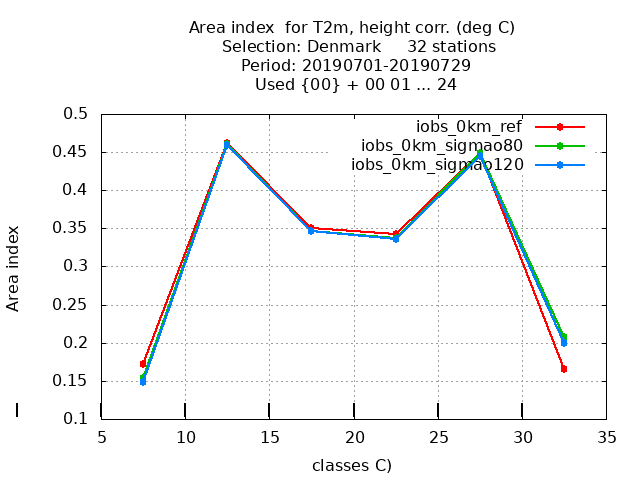 Area index  for T2m, height corr. (deg C)
Selection: Denmark     32 stations
Period: 20190701-20190729
Used {00} + 00 01 ... 24
iobs_0km_ref
iobs_0km_sigmao80
iobs_0km_sigmao120
0.5
0.45
0.4
0.35
0.3
0.25
0.2
0.15
0.1
Area index
5
10
15
20
25
30
35
classes C)